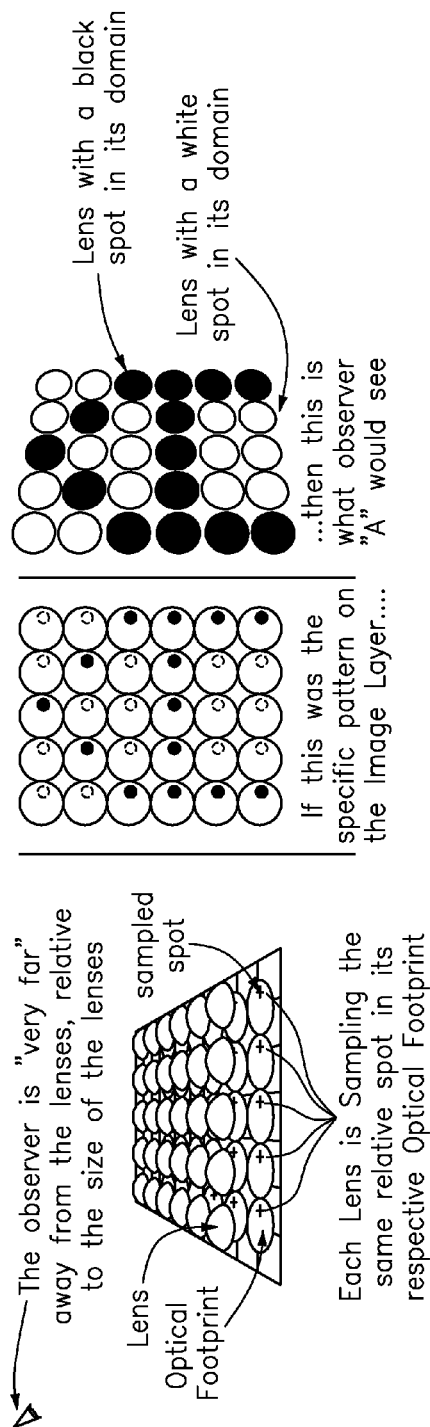 The observer is "very far"
away from the lenses, relative
to the size of the lenses
Lens
Optical
Footprint
sampled
spot
Each Lens is Sampling the
same relative spot in its
respective Optical Footprint
If this was the
specific pattern on
the Image Layer....
...then this is
what observer
"A" would see
Lens with a black
spot in its domain
Lens with a white
spot in its domain